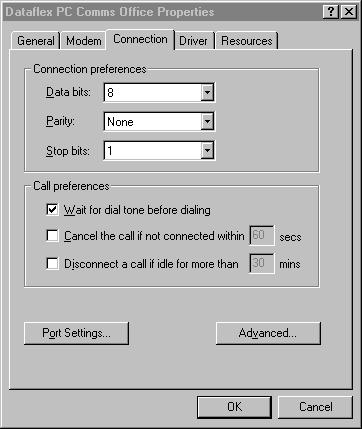 Dataflex PC Comms Office Properties ? X
General Modem Connection Driver Resources
Connection preferences
Data bits: 8
Parity: None
Stop bits: 1
Call preferences
Wait for dial tone before dialing
Cancel the call if not connected within 60 secs
Disconnect a call if idle for more than 30 mins
Port Settings... Advanced...
OK Cancel